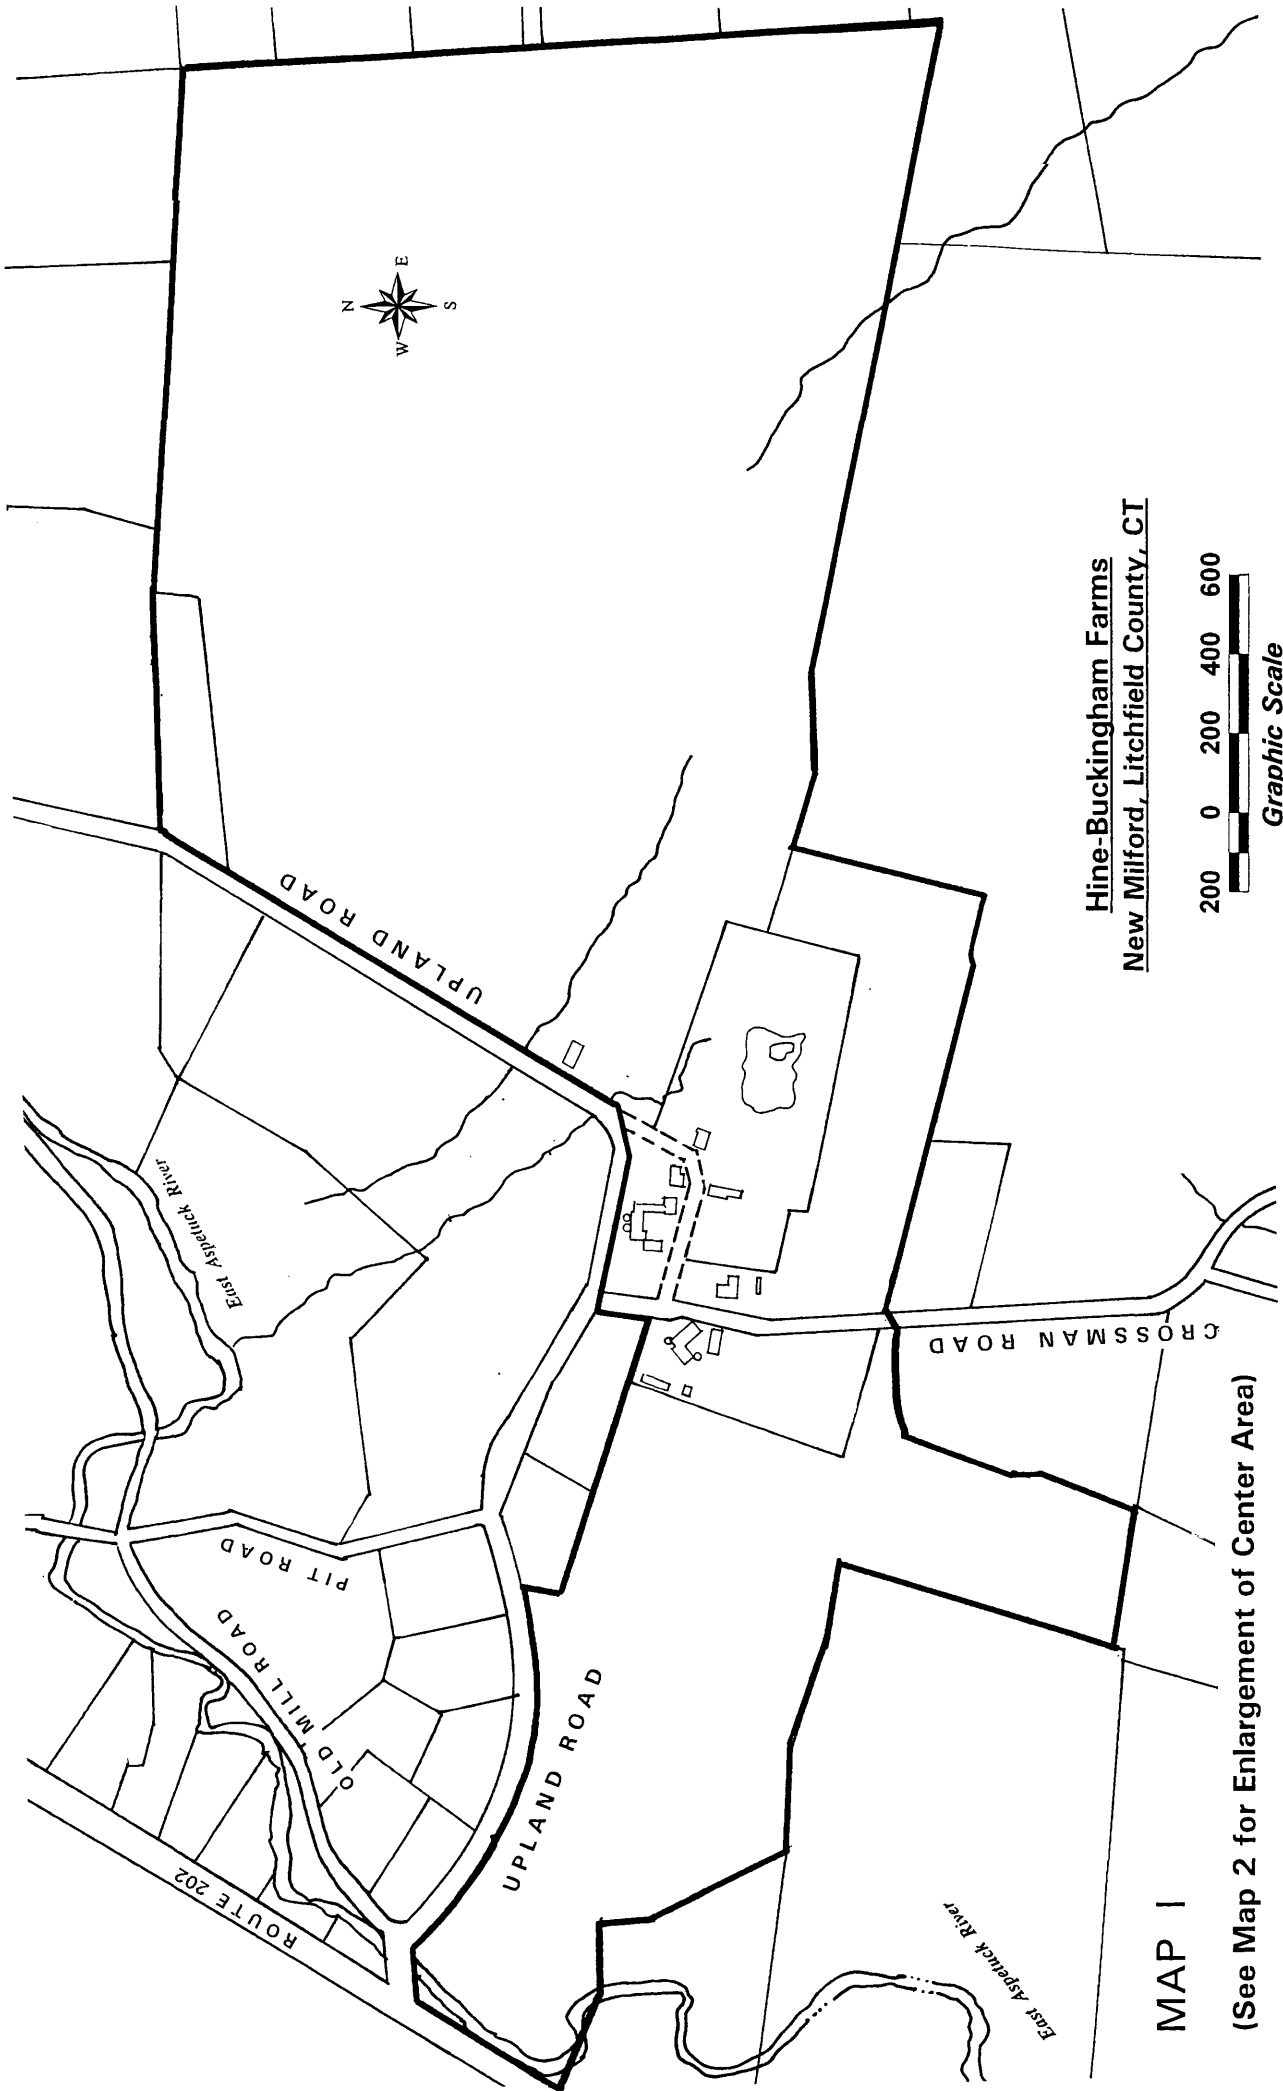 N
W E
S
UPLAND ROAD
East Aspetuck River
PIT ROAD
OLD MILL ROAD
ROUTE 202
UPLAND ROAD
CROSSMAN ROAD
East Aspetuck River
Hine-Buckingham Farms
New Milford, Litchfield County, CT
200 0 200 400 600
Graphic Scale
MAP I
(See Map 2 for Enlargement of Center Area)